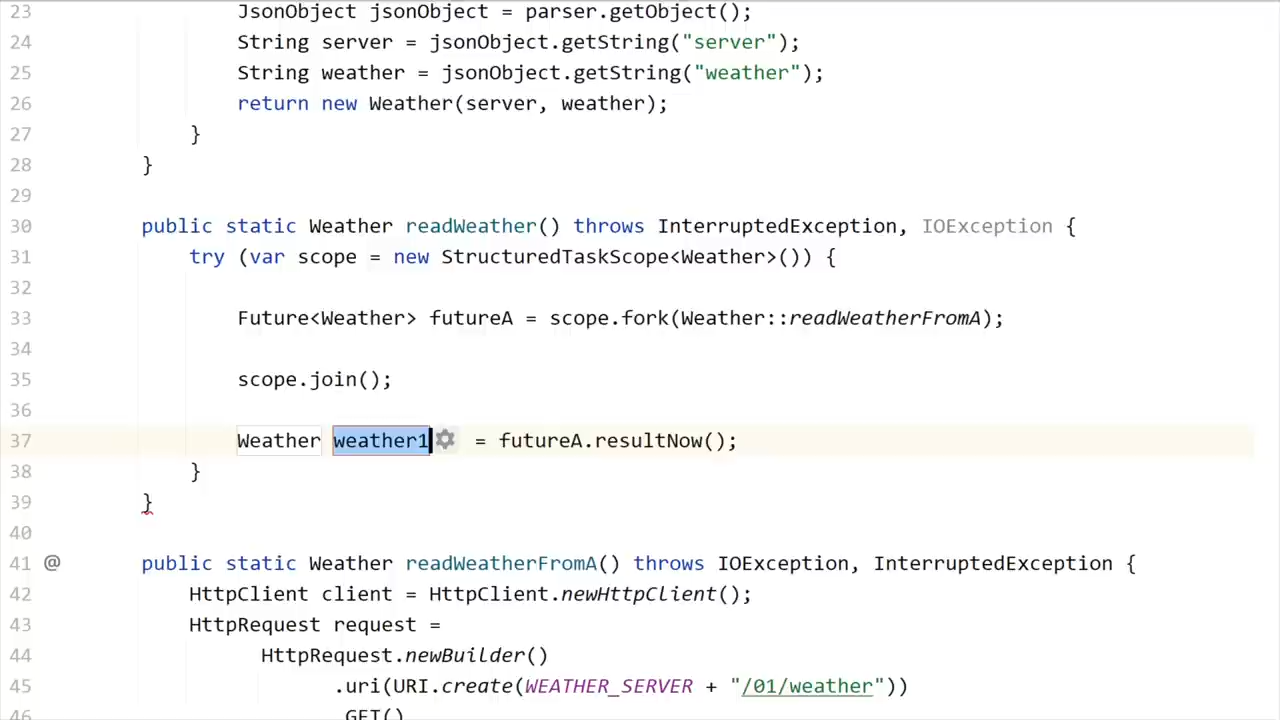 23 JsonObject jsonObject = parser.getObject();
24 String server = jsonObject.getString("server");
25 String weather = jsonObject.getString("weather");
26 return new Weather(server, weather);
27 }
28 }
29
30 public static Weather readWeather() throws InterruptedException, IOException {
31 try (var scope = new StructuredTaskScope<Weather>()) {
32
33 Future<Weather> futureA = scope.fork(Weather::readWeatherFromA);
34
35 scope.join();
36
37 Weather weather1 = futureA.resultNow();
38 }
39 }
40
41 @ public static Weather readWeatherFromA() throws IOException, InterruptedException {
42 HttpClient client = HttpClient.newHttpClient();
43 HttpRequest request =
44 HttpRequest.newBuilder()
45 .uri(URI.create(WEATHER_SERVER + "/01/weather"))
46 .GET()